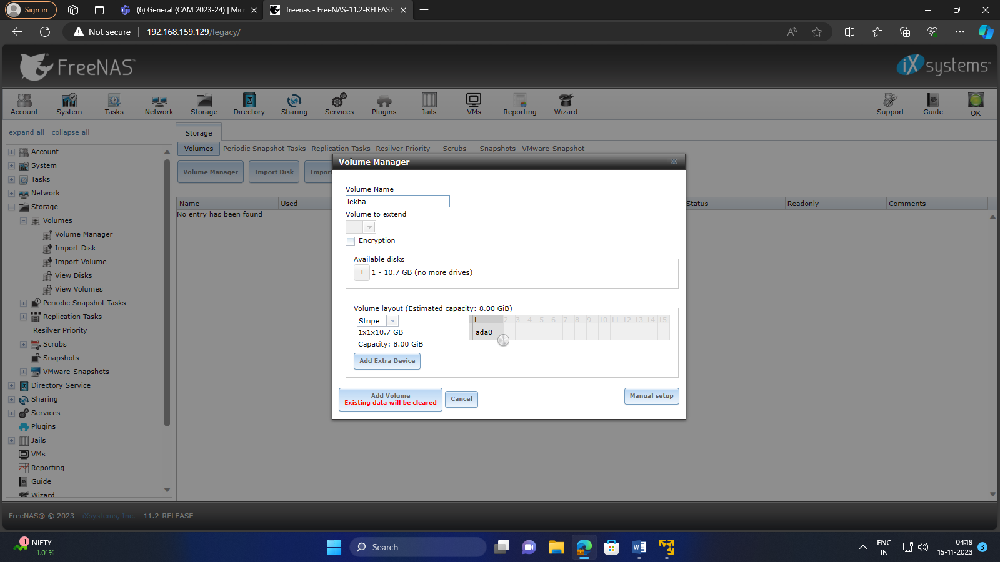 Sign in
(6) General (CAM 2023-24) | Micr
freenas - FreeNAS-11.2-RELEASE
Not secure
192.168.159.129/legacy/
FreeNAS™
iXsystems™
Account
System
Tasks
Network
Storage
Directory
Sharing
Services
Plugins
Jails
VMs
Reporting
Wizard
Support
Guide
OK
expand all collapse all
Account
System
Tasks
Network
Storage
Volumes
Volume Manager
Import Disk
Import Volume
View Disks
View Volumes
Periodic Snapshot Tasks
Replication Tasks
Resilver Priority
Scrubs
Snapshots
VMware-Snapshots
Directory Service
Sharing
Services
Plugins
Jails
VMs
Reporting
Guide
Wizard
Storage
Volumes Periodic Snapshot Tasks Replication Tasks Resilver Priority Scrubs Snapshots VMware-Snapshot
Volume Manager Import Disk Impor
Name Used Status Readonly Comments
No entry has been found
Volume Manager
Volume Name
lekha
Volume to extend
-----
Encryption
Available disks
+ 1 - 10.7 GB (no more drives)
Volume layout (Estimated capacity: 8.00 GiB)
Stripe
1x1x10.7 GB
Capacity: 8.00 GiB
1 2 3 4 5 6 7 8 9 10 11 12 13 14 15
ada0
Add Extra Device
Add Volume
Existing data will be cleared
Cancel
Manual setup
FreeNAS® © 2023 - iXsystems, Inc. - 11.2-RELEASE
1
NIFTY
+1.01%
Search
ENG
IN
04:19
15-11-2023
3